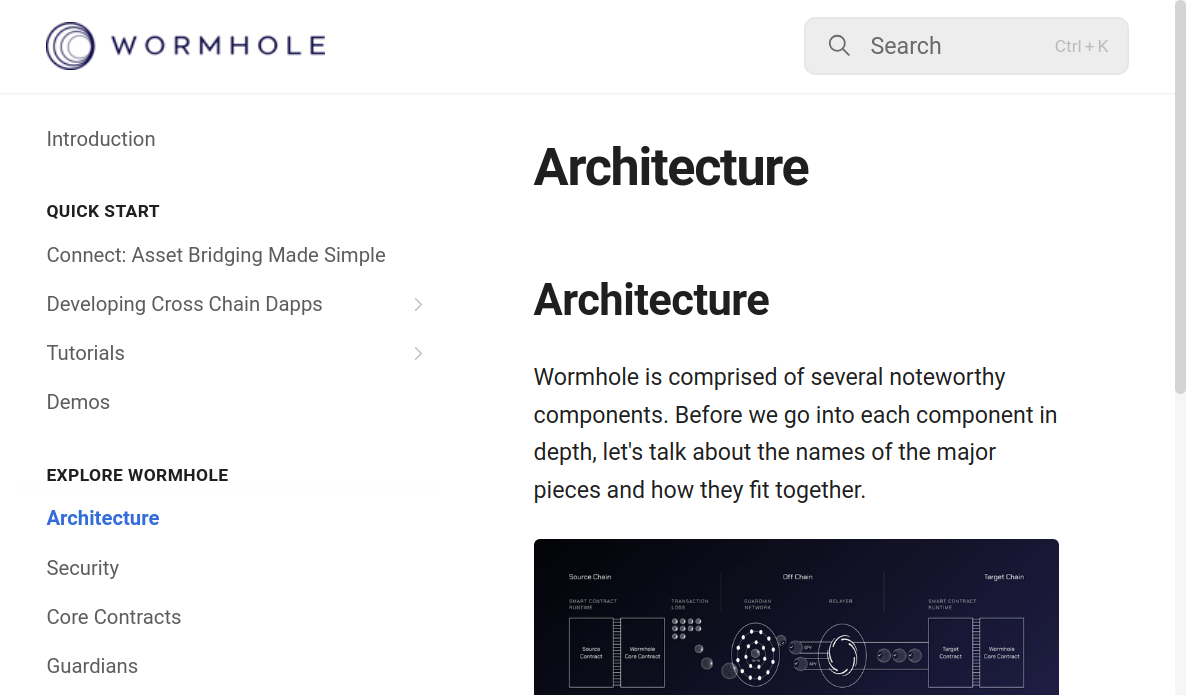 WORMHOLE
Search
Ctrl + K
Introduction
QUICK START
Connect: Asset Bridging Made Simple
Developing Cross Chain Dapps
Tutorials
Demos
EXPLORE WORMHOLE
Architecture
Security
Core Contracts
Guardians
Architecture
Architecture
Wormhole is comprised of several noteworthy
components. Before we go into each component in
depth, let's talk about the names of the major
pieces and how they fit together.
Source Chain
Off Chain
Target Chain
SMART CONTRACT
RUNTIME
TRANSACTION
LOGS
GUARDIAN
NETWORK
RELAYER
SMART CONTRACT
RUNTIME
Source
Contract
Wormhole
Core Contract
SPY
SPY
Target
Contract
Wormhole
Core Contract